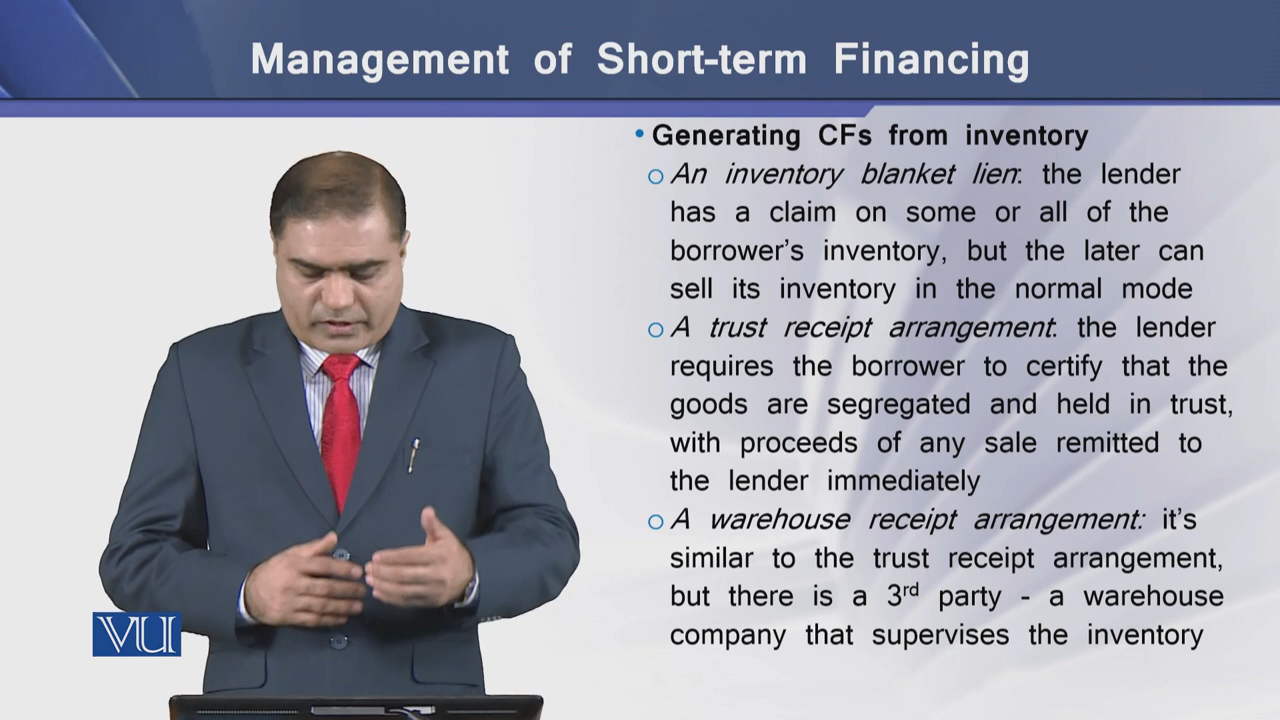 Management of Short-term Financing
• Generating CFs from inventory
o An inventory blanket lien: the lender
has a claim on some or all of the
borrower's inventory, but the later can
sell its inventory in the normal mode
o A trust receipt arrangement: the lender
requires the borrower to certify that the
goods are segregated and held in trust,
with proceeds of any sale remitted to
the lender immediately
o A warehouse receipt arrangement: it's
similar to the trust receipt arrangement,
but there is a 3rd party - a warehouse
company that supervises the inventory
VU